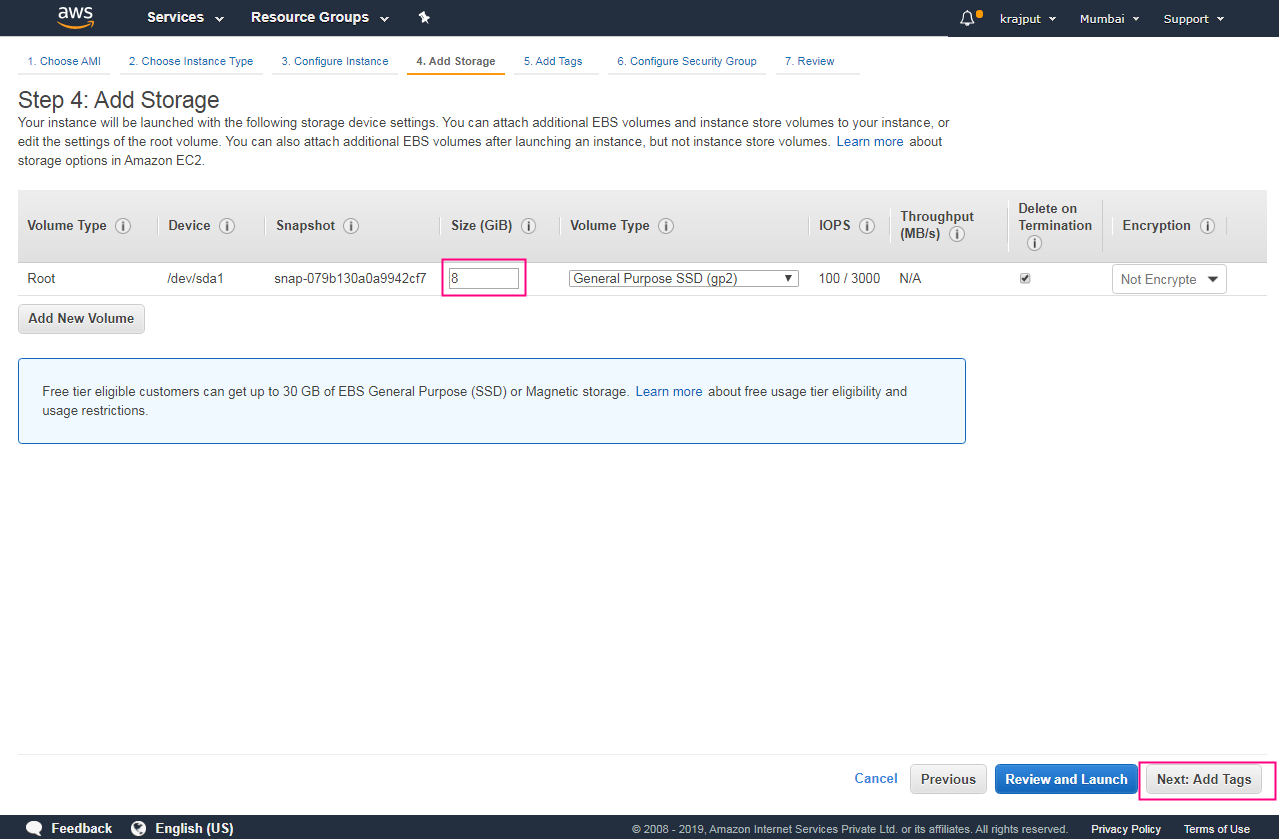 aws Services Resource Groups krajput Mumbai Support
1. Choose AMI 2. Choose Instance Type 3. Configure Instance 4. Add Storage 5. Add Tags 6. Configure Security Group 7. Review
Step 4: Add Storage
Your instance will be launched with the following storage device settings. You can attach additional EBS volumes and instance store volumes to your instance, or
edit the settings of the root volume. You can also attach additional EBS volumes after launching an instance, but not instance store volumes. Learn more about
storage options in Amazon EC2.
Volume Type i Device i Snapshot i Size (GiB) i Volume Type i IOPS i Throughput (MB/s) i Delete on Termination i Encryption i
Root /dev/sda1 snap-079b130a0a9942cf7 8 General Purpose SSD (gp2) 100 / 3000 N/A Not Encrypte
Add New Volume
Free tier eligible customers can get up to 30 GB of EBS General Purpose (SSD) or Magnetic storage. Learn more about free usage tier eligibility and
usage restrictions.
Cancel Previous Review and Launch Next: Add Tags
Feedback English (US) © 2008 - 2019, Amazon Internet Services Private Ltd. or its affiliates. All rights reserved. Privacy Policy Terms of Use